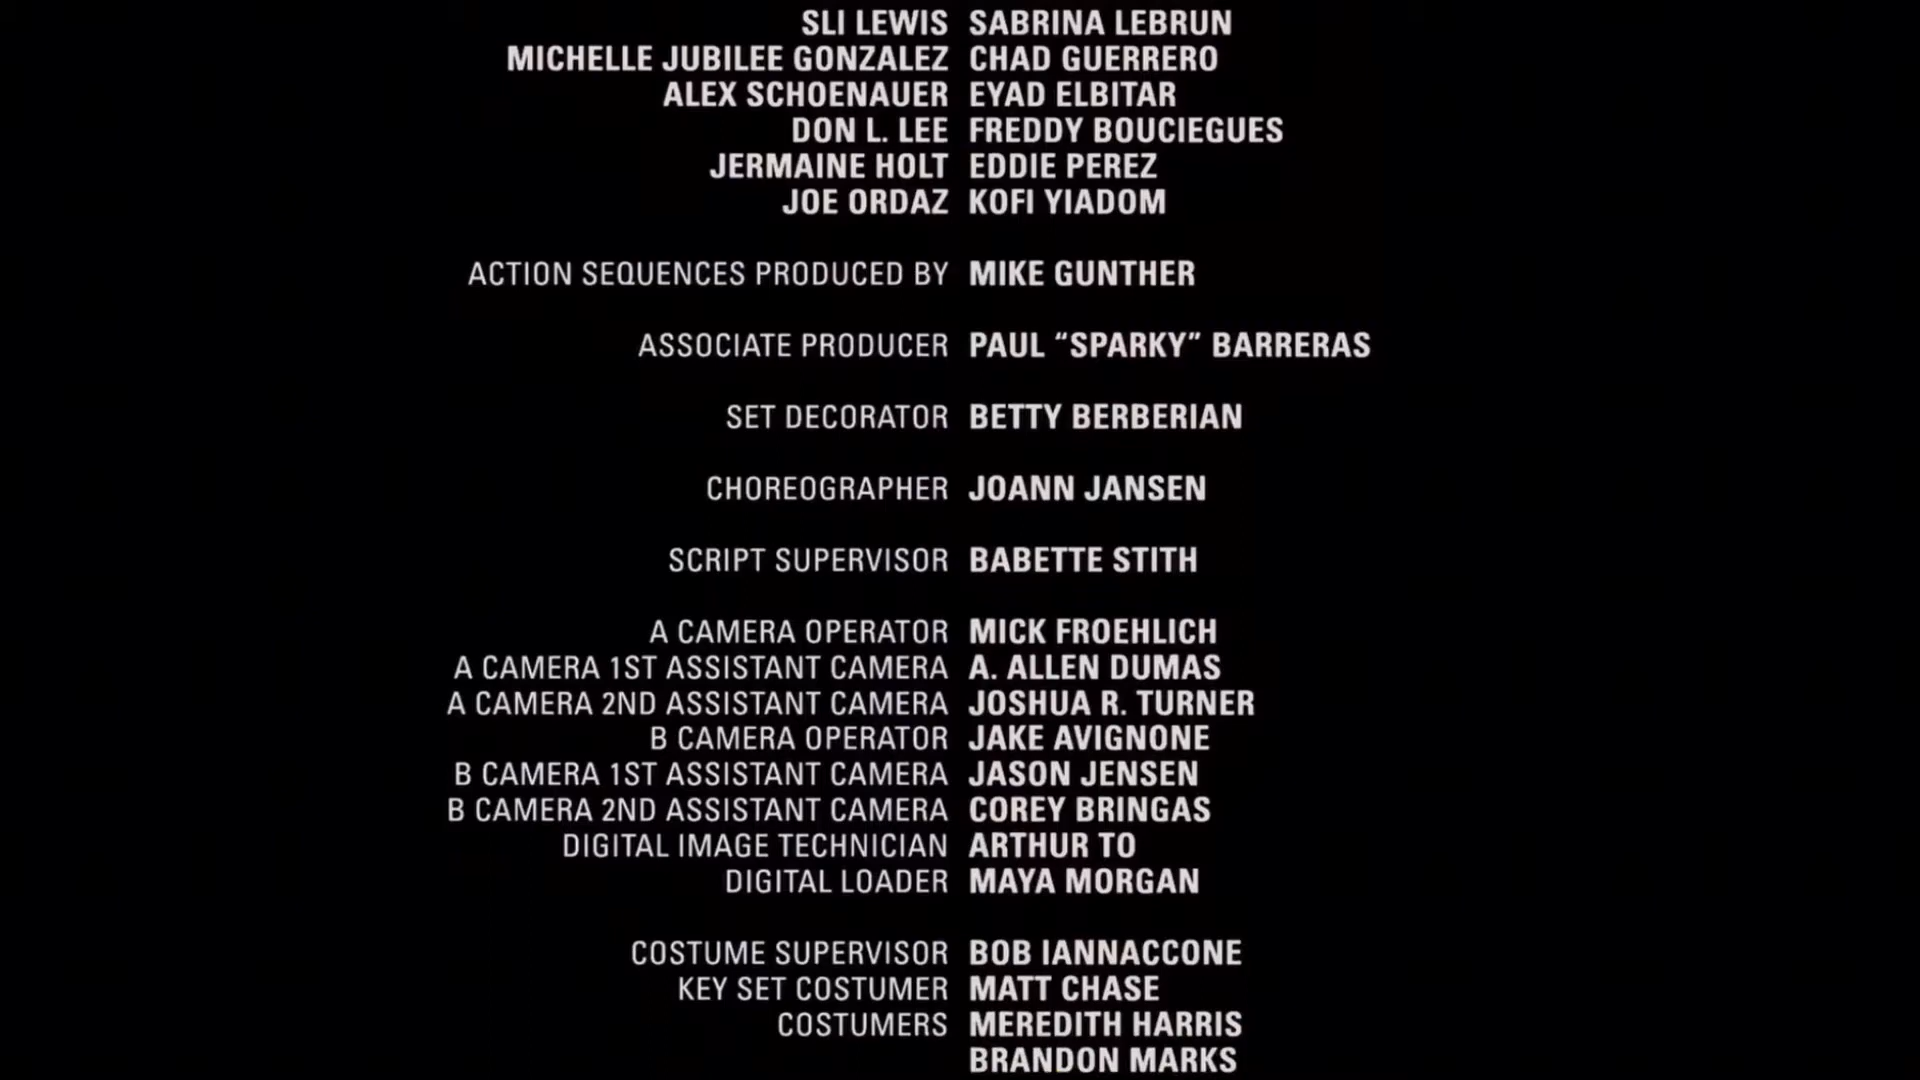 SLI LEWIS SABRINA LEBRUN
MICHELLE JUBILEE GONZALEZ CHAD GUERRERO
ALEX SCHOENAUER EYAD ELBITAR
DON L. LEE FREDDY BOUCIEGUES
JERMAINE HOLT EDDIE PEREZ
JOE ORDAZ KOFI YIADOM
ACTION SEQUENCES PRODUCED BY MIKE GUNTHER
ASSOCIATE PRODUCER PAUL “SPARKY” BARRERAS
SET DECORATOR BETTY BERBERIAN
CHOREOGRAPHER JOANN JANSEN
SCRIPT SUPERVISOR BABETTE STITH
A CAMERA OPERATOR MICK FROEHLICH
A CAMERA 1ST ASSISTANT CAMERA A. ALLEN DUMAS
A CAMERA 2ND ASSISTANT CAMERA JOSHUA R. TURNER
B CAMERA OPERATOR JAKE AVIGNONE
B CAMERA 1ST ASSISTANT CAMERA JASON JENSEN
B CAMERA 2ND ASSISTANT CAMERA COREY BRINGAS
DIGITAL IMAGE TECHNICIAN ARTHUR TO
DIGITAL LOADER MAYA MORGAN
COSTUME SUPERVISOR BOB IANNACCONE
KEY SET COSTUMER MATT CHASE
COSTUMERS MEREDITH HARRIS
BRANDON MARKS